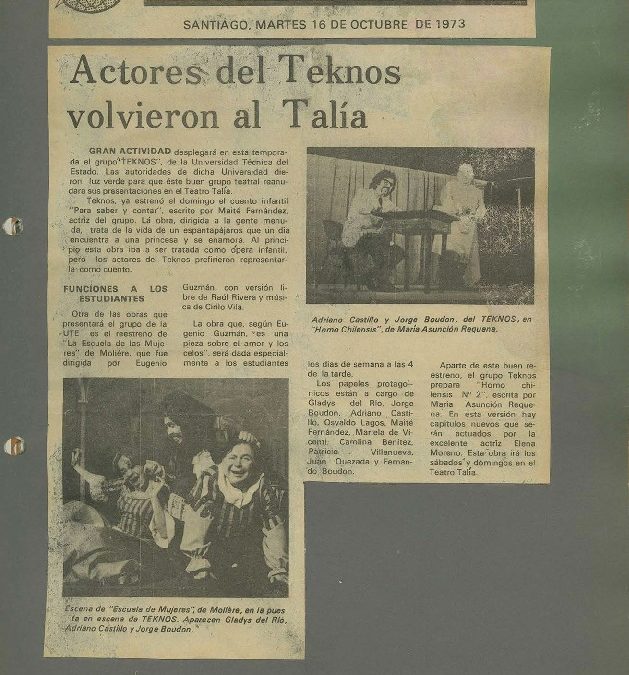 SANTIAGO, MARTES 16 DE OCTUBRE DE 1973
Actores del Teknos
volvieron al Talía
GRAN ACTIVIDAD desplegará en esta tempora-
da el grupo "TEKNOS", de la Universidad Técnica del
Estado. Las autoridades de dicha Universidad die-
ron luz verde para que éste buen grupo teatral reanu-
dara sus presentaciones en el Teatro Talía.
Teknos, ya estrenó el domingo el cuento infantil
"Para saber y contar", escrito por Maité Fernández,
actriz del grupo. La obra, dirigida a la gente menu-
da, trata de la vida de un espantapájaros que un día
encuentra a una princesa y se enamora. Al princi-
pio esta obra iba a ser tratada como ópera infantil,
pero los actores de Teknos prefirieron representar-
la como cuento.
FUNCIONES A LOS
ESTUDIANTES
Otra de las obras que
presentará el grupo de la
UTE es el reestreno de
"La Escuela de las Muje
res" de Molière, que fue
dirigida por Eugenio
Guzmán, con versión li-
bre de Raúl Rivera y músi-
ca de Cirilo Vila.
La obra que, según Eu-
genio Guzmán, "es una
pieza sobre el amor y los
celos", será dada especial-
mente a los estudiantes
Adriano Castillo y Jorge Boudon, del TEKNOS, en
"Homo Chilensis", de María Asunción Requena.
los días de semana a las 4
de la tarde.
Los papeles protagó-
nicos están a cargo de
Gladys del Río, Jorge
Boudon, Adriano Casti-
llo, Osvaldo Lagos, Maité
Fernández, Mariela de Vi-
centi, Carolina Benítez,
Patricio Villanueva,
Juan Quezada y Fernan-
do Boudon.
Aparte de este buen re-
estreno, el grupo Teknos
prepara "Homo chi-
lensis Nº 2", escrita por
María Asunción Reque-
na. En esta versión hay
capítulos nuevos que se-
rán actuados por la
excelente actriz Elena
Moreno. Esta obra irá los
sábados y domingos en el
Teatro Talía.
Escena de "Escuela de Mujeres", de Molière, en la pues
ta en escena de TEKNOS. Aparecen Gladys del Río,
Adriano Castillo y Jorge Boudon.